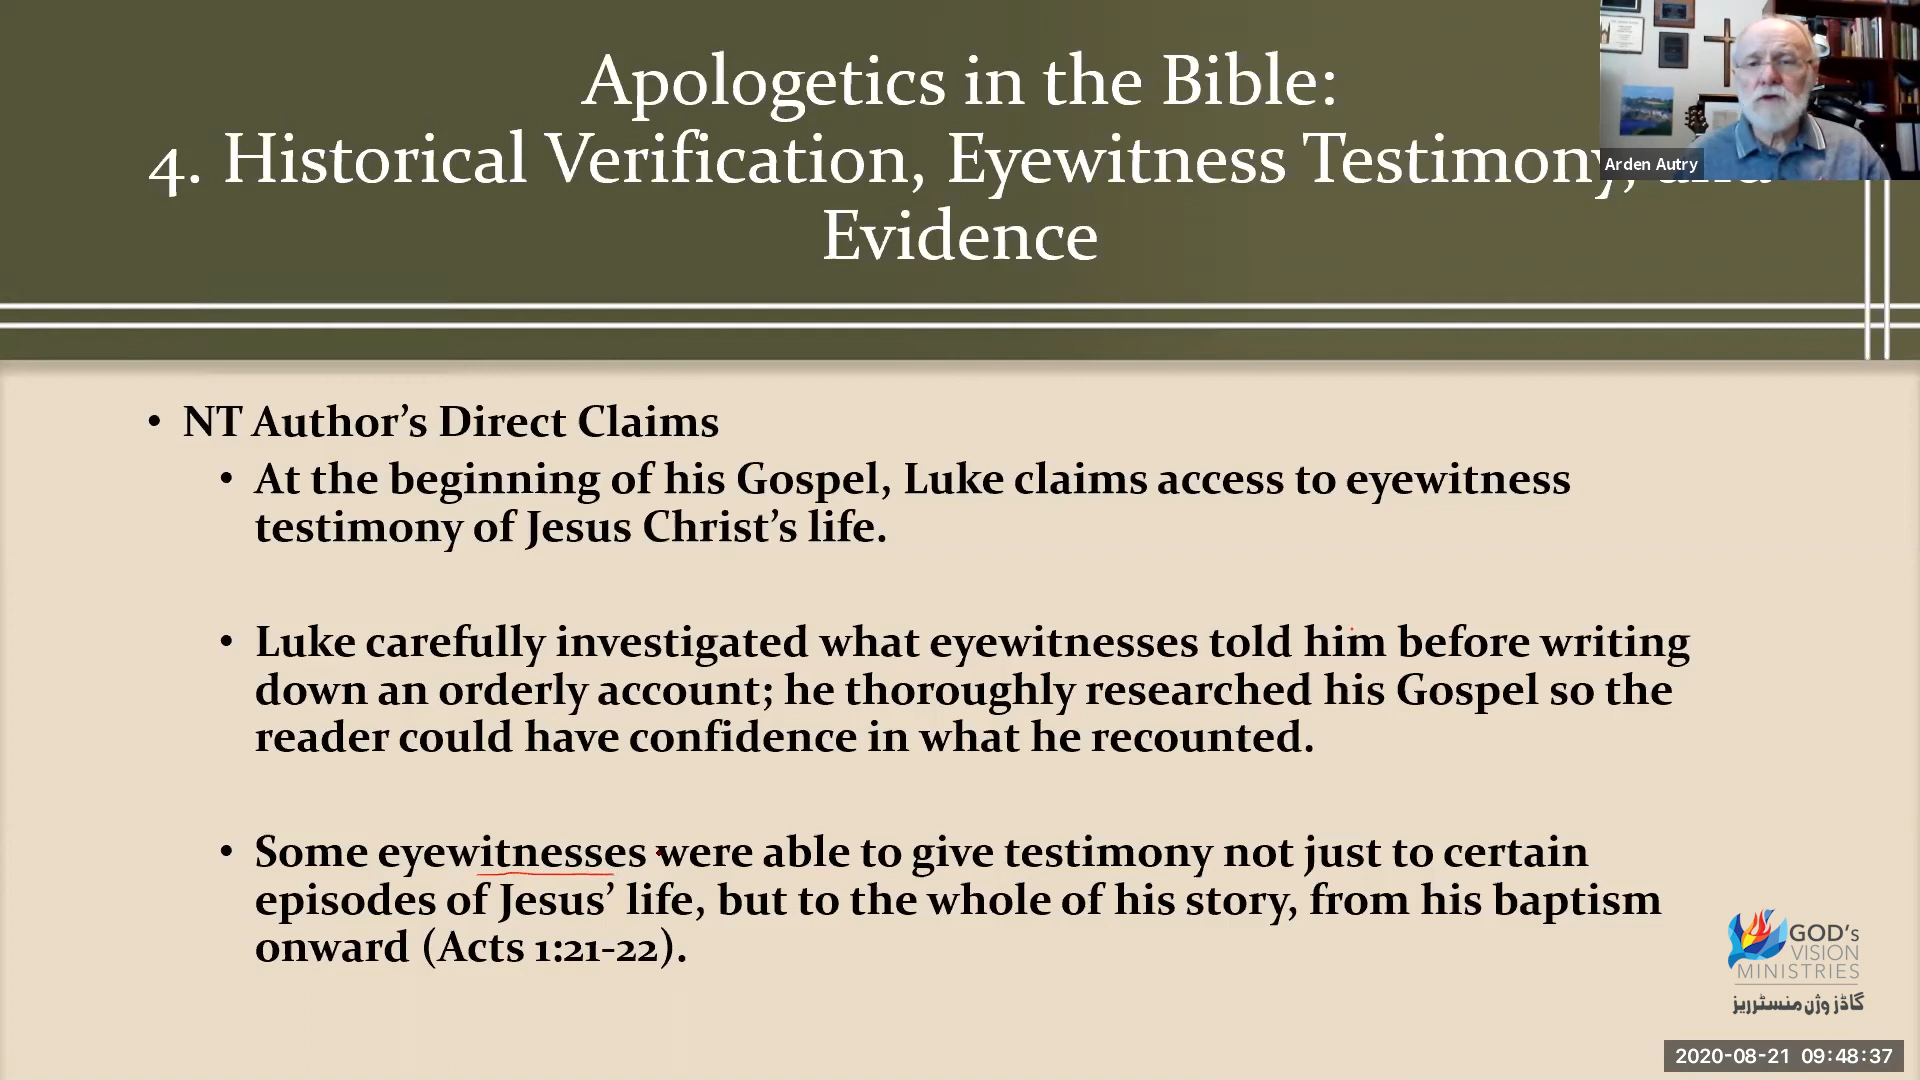 Apologetics in the Bible:
4. Historical Verification, Eyewitness Testimony, and
Evidence
Arden Autry
• NT Author’s Direct Claims
• At the beginning of his Gospel, Luke claims access to eyewitness
testimony of Jesus Christ’s life.
• Luke carefully investigated what eyewitnesses told him before writing
down an orderly account; he thoroughly researched his Gospel so the
reader could have confidence in what he recounted.
• Some eyewitnesses were able to give testimony not just to certain
episodes of Jesus’ life, but to the whole of his story, from his baptism
onward (Acts 1:21-22).
GOD's
VISION
MINISTRIES
گاڈز وژن منسٹرریز
2020-08-21 09:48:37